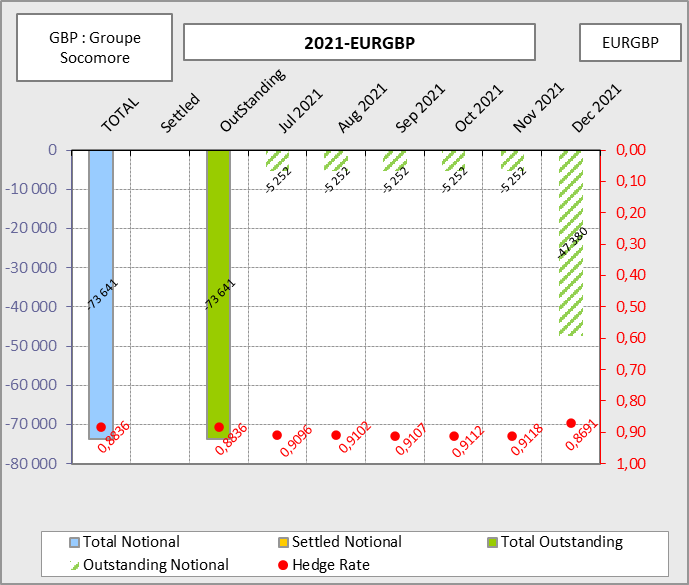 GBP : Groupe
Socomore
2021-EURGBP
EURGBP
TOTAL
Settled
OutStanding
Jul 2021
Aug 2021
Sep 2021
Oct 2021
Nov 2021
Dec 2021
0
-10 000
-20 000
-30 000
-40 000
-50 000
-60 000
-70 000
-80 000
0,00
0,10
0,20
0,30
0,40
0,50
0,60
0,70
0,80
0,90
1,00
-73 641
-73 641
-5 252
-5 252
-5 252
-5 252
-5 252
-47 380
0,8836
0,8836
0,9096
0,9102
0,9107
0,9112
0,9118
0,8691
Total Notional
Settled Notional
Total Outstanding
Outstanding Notional
Hedge Rate